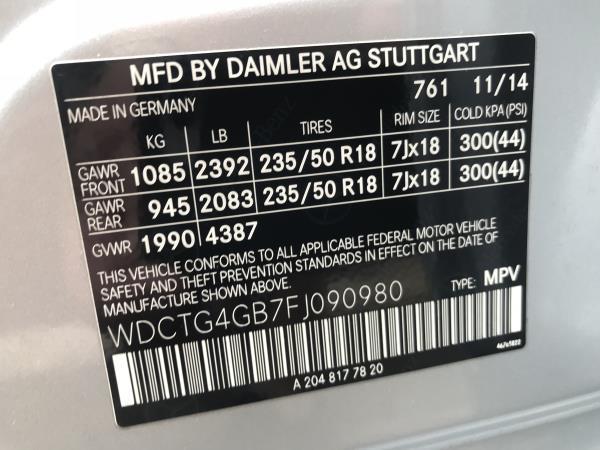 MFD BY DAIMLER AG STUTTGART
MADE IN GERMANY 761 11/14
KG LB TIRES RIM SIZE COLD KPA(PSI)
GAWR FRONT 1085 2392 235/50 R18 7Jx18 300(44)
GAWR REAR 945 2083 235/50 R18 7Jx18 300(44)
GVWR 1990 4387
THIS VEHICLE CONFORMS TO ALL APPLICABLE FEDERAL MOTOR VEHICLE
SAFETY AND THEFT PREVENTION STANDARDS IN EFFECT ON THE DATE
OF MANUFACTURE SHOWN ABOVE.
WDCTG4GB7FJ090980 TYPE: MPV
A 204 817 78 20